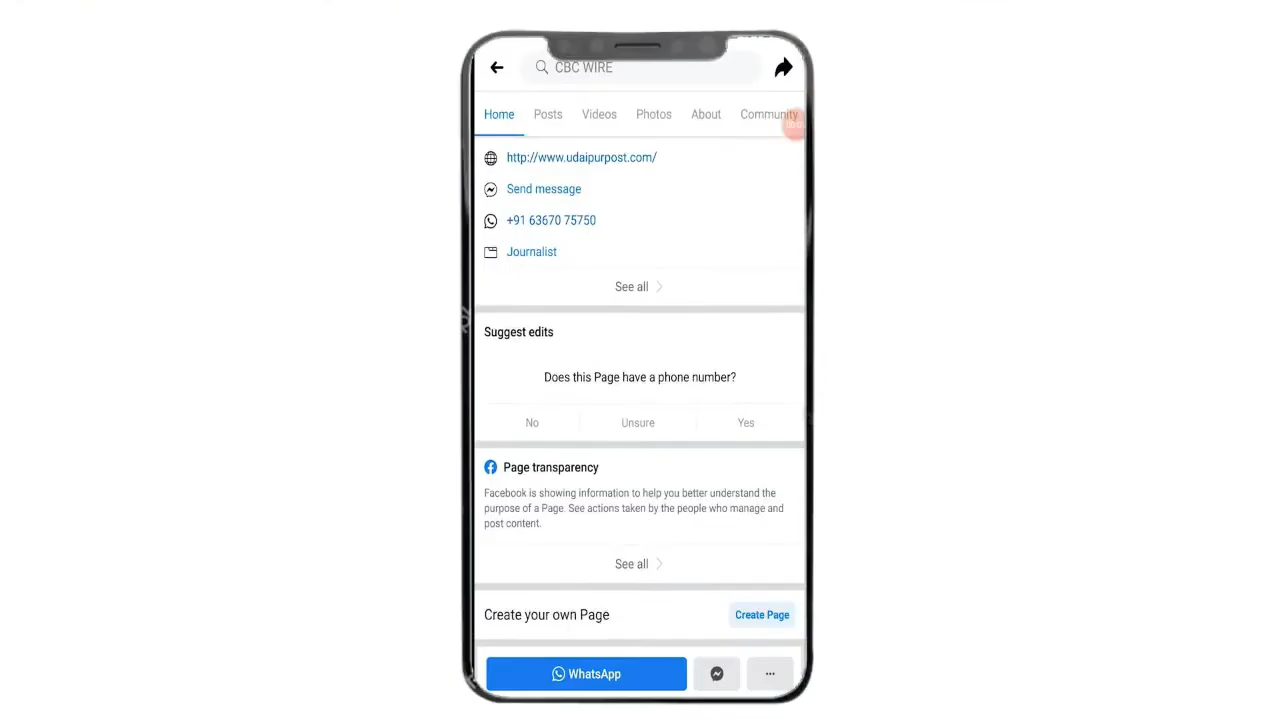 CBC WIRE
Home Posts Videos Photos About Community
http://www.udaipurpost.com/
Send message
+91 63670 75750
Journalist
See all
Suggest edits
Does this Page have a phone number?
No Unsure Yes
Page transparency
Facebook is showing information to help you better understand the
purpose of a Page. See actions taken by the people who manage and
post content.
See all
Create your own Page Create Page
WhatsApp